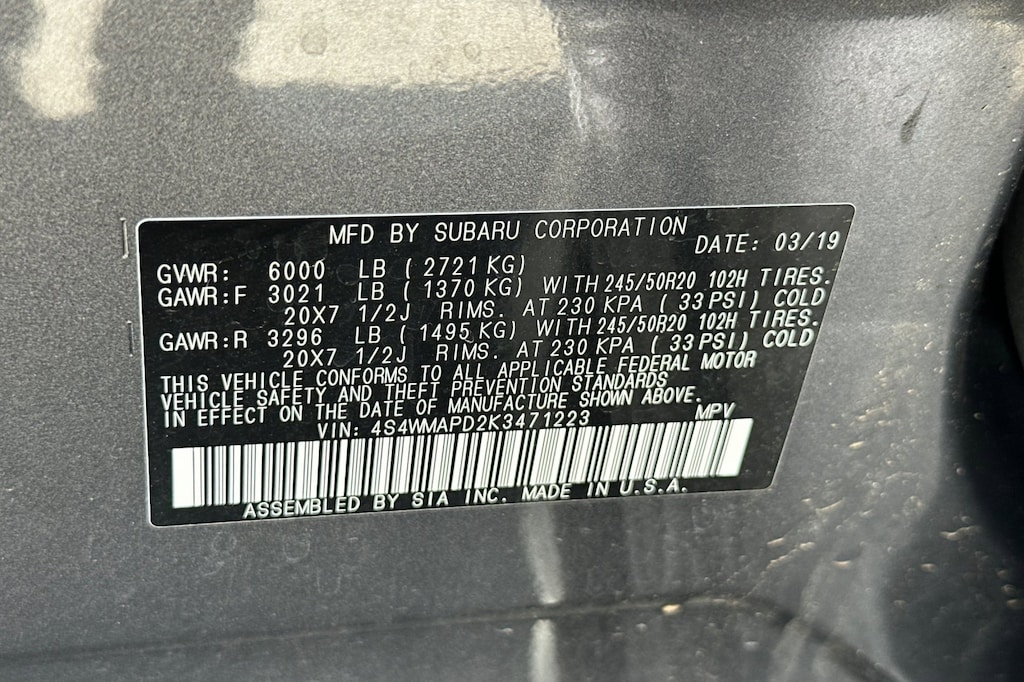 MFD BY SUBARU CORPORATION DATE: 03/19
GVWR: 6000 LB ( 2721 KG)
GAWR:F 3021 LB ( 1370 KG) WITH 245/50R20 102H TIRES.
20X7 1/2J RIMS. AT 230 KPA ( 33 PSI) COLD
GAWR:R 3296 LB ( 1495 KG) WITH 245/50R20 102H TIRES.
20X7 1/2J RIMS. AT 230 KPA ( 33 PSI) COLD
THIS VEHICLE CONFORMS TO ALL APPLICABLE FEDERAL MOTOR
VEHICLE SAFETY AND THEFT PREVENTION STANDARDS
IN EFFECT ON THE DATE OF MANUFACTURE SHOWN ABOVE.
VIN: 4S4WMAPD2K3471223 MPV
ASSEMBLED BY SIA INC. MADE IN U.S.A.